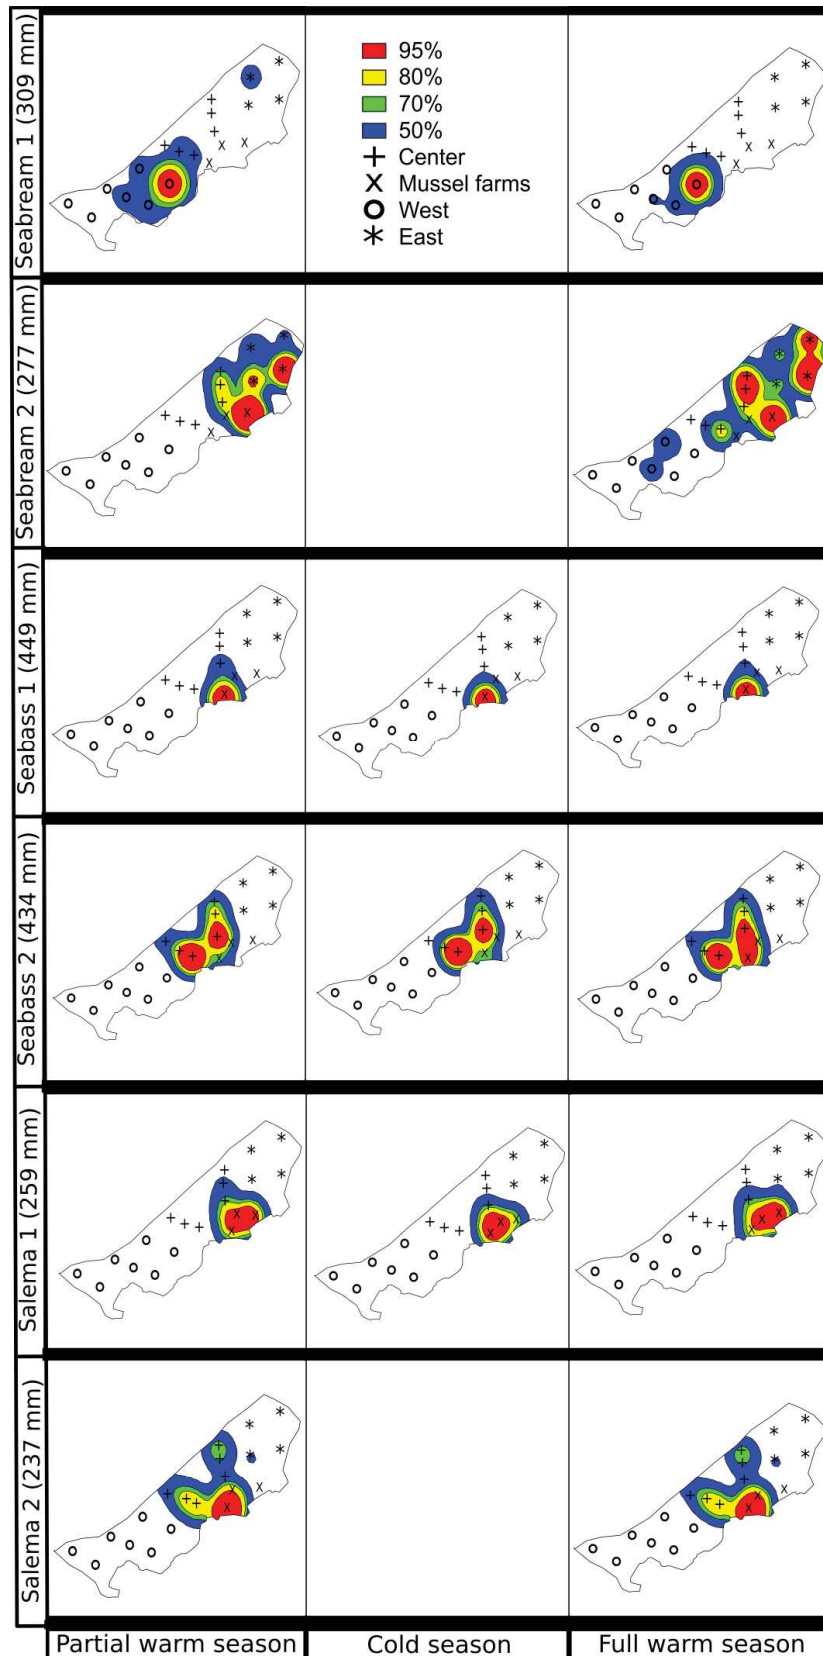 Seabream 1 (309 mm)
95%
80%
70%
50%
Center
Mussel farms
West
East
Seabream 2 (277 mm)
Seabass 1 (449 mm)
Seabass 2 (434 mm)
Salema 1 (259 mm)
Salema 2 (237 mm)
Partial warm season
Cold season
Full warm season